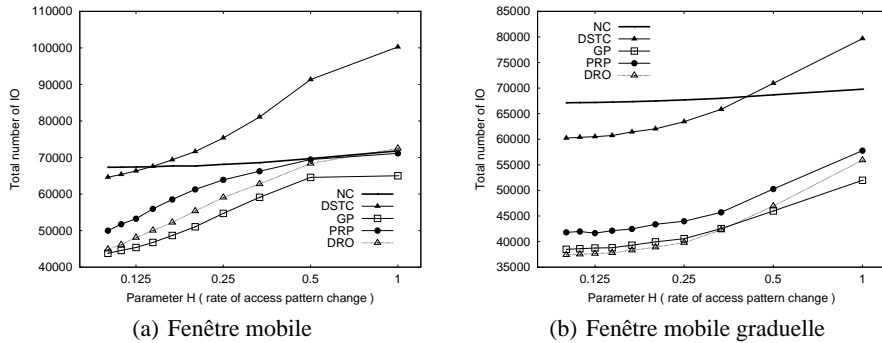 110000
100000
90000
80000
70000
60000
50000
40000
Total number of IO
NC
DSTC
GP
PRP
DRO
0.125
0.25
0.5
1
Parameter H ( rate of access pattern change )
(a) Fenêtre mobile
85000
80000
75000
70000
65000
60000
55000
50000
45000
40000
35000
Total number of IO
NC
DSTC
GP
PRP
DRO
0.125
0.25
0.5
1
Parameter H ( rate of access pattern change )
(b) Fenêtre mobile graduelle